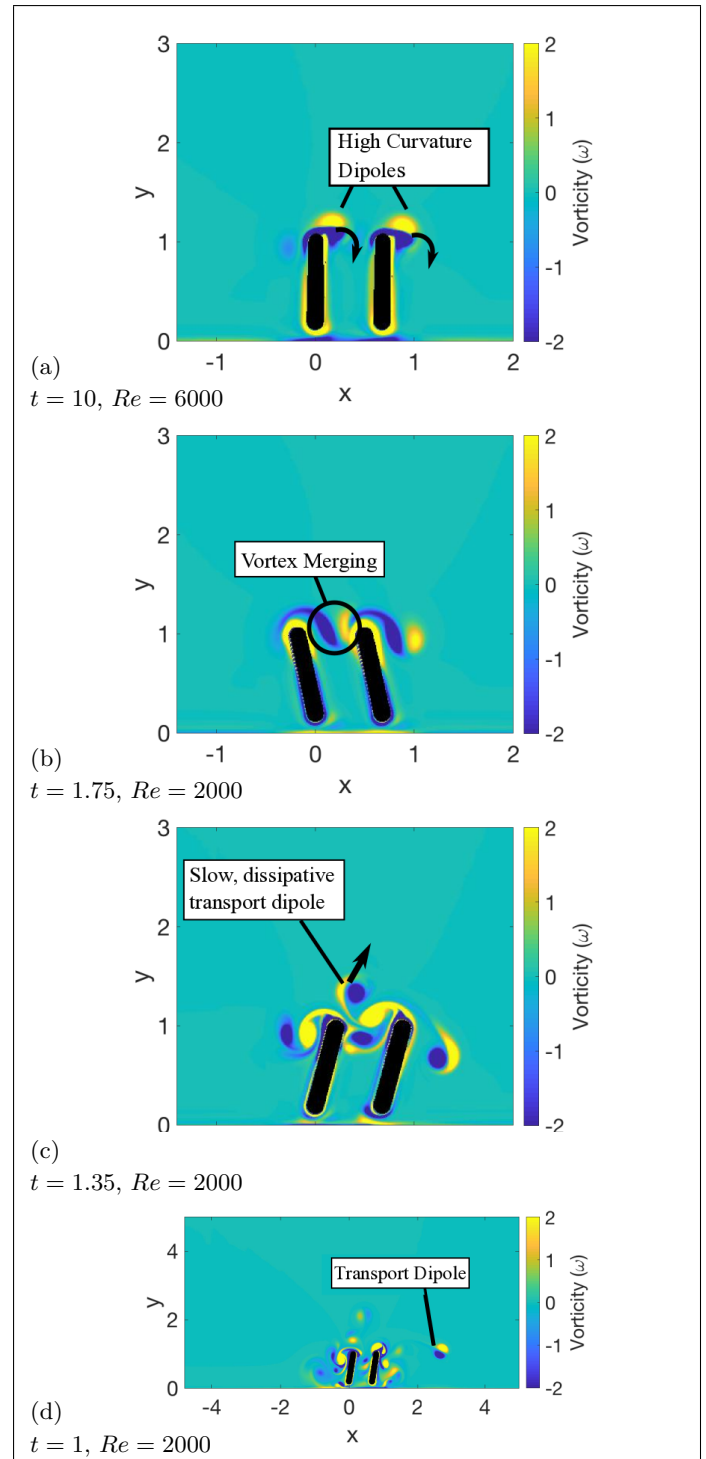 3
2
1
0
y
-1
0
1
2
x
2
1
0
-1
-2
Vorticity (ω)
High Curvature
Dipoles
(a)
t = 10, Re = 6000
3
2
1
0
y
-1
0
1
2
x
2
1
0
-1
-2
Vorticity (ω)
Vortex Merging
(b)
t = 1.75, Re = 2000
3
2
1
0
y
2
1
0
-1
-2
Vorticity (ω)
Slow, dissipative
transport dipole
(c)
t = 1.35, Re = 2000
4
2
0
y
-4
-2
0
2
4
x
2
1
0
-1
-2
Vorticity (ω)
Transport Dipole
(d)
t = 1, Re = 2000